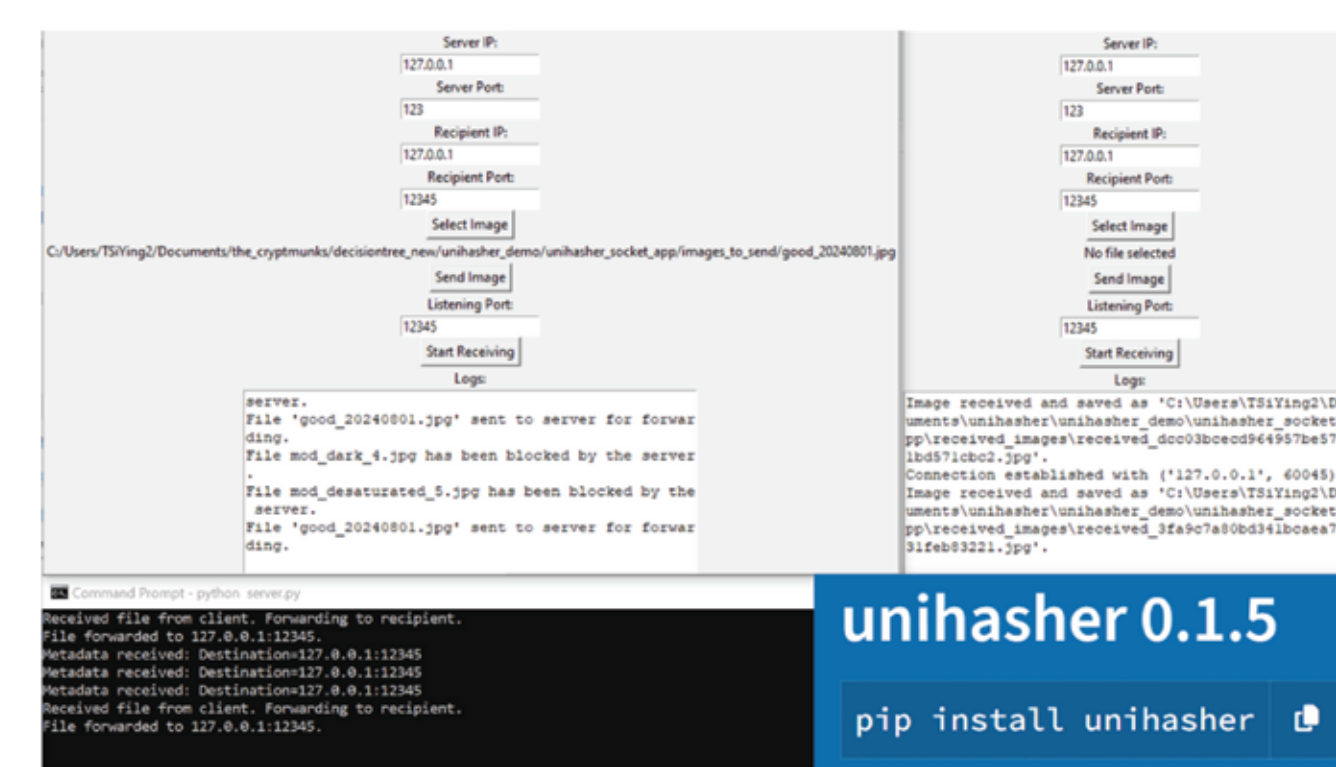 Server IP:
127.0.0.1
Server Port:
123
Recipient IP:
127.0.0.1
Recipient Port:
12345
Select Image
C:/Users/TSiYing2/Documents/the_cryptmunks/decisiontree_new/unihasher_demo/unihasher_socket_app/images_to_send/good_20240801.jpg
Send Image
Listening Port:
12345
Start Receiving
Logs:
server.
File 'good_20240801.jpg' sent to server for forwar
ding.
File mod_dark_4.jpg has been blocked by the server
.
File mod_desaturated_5.jpg has been blocked by the
server.
File 'good_20240801.jpg' sent to server for forwar
ding.
Server IP:
127.0.0.1
Server Port:
123
Recipient IP:
127.0.0.1
Recipient Port:
12345
Select Image
No file selected
Send Image
Listening Port:
12345
Start Receiving
Logs:
Image received and saved as 'C:\Users\TSiYing2\D
uments\unihasher\unihasher_demo\unihasher_socket
pp\received_images\received_dcc03bcecd964957be57
1bd571cbc2.jpg'.
Connection established with ('127.0.0.1', 60045)
Image received and saved as 'C:\Users\TSiYing2\D
uments\unihasher\unihasher_demo\unihasher_socket
pp\received_images\received_3fa9c7a80bd341bcaea7
31feb83221.jpg'.
Command Prompt - python server.py
Received file from client. Forwarding to recipient.
File forwarded to 127.0.0.1:12345.
Metadata received: Destination=127.0.0.1:12345
Metadata received: Destination=127.0.0.1:12345
Metadata received: Destination=127.0.0.1:12345
Received file from client. Forwarding to recipient.
File forwarded to 127.0.0.1:12345.
unihasher 0.1.5
pip install unihasher